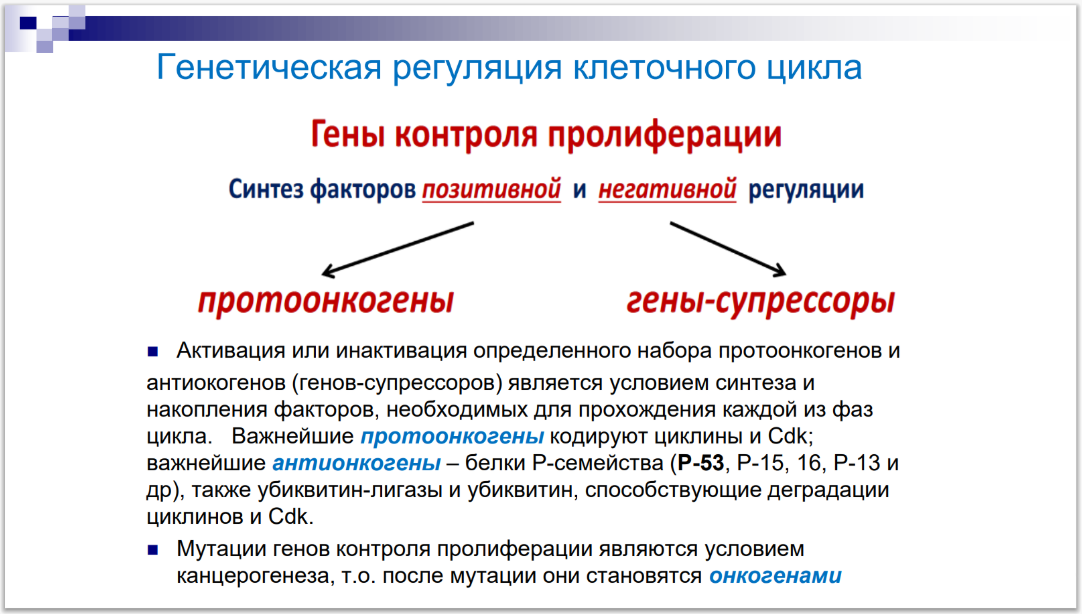 Генетическая регуляция клеточного цикла
Гены контроля пролиферации
Синтез факторов позитивной и негативной регуляции
протоонкогены гены-супрессоры
Активация или инактивация определенного набора протоонкогенов и
антиокогенов (генов-супрессоров) является условием синтеза и
накопления факторов, необходимых для прохождения каждой из фаз
цикла. Важнейшие протоонкогены кодируют циклины и Cdk;
важнейшие антионкогены – белки Р-семейства (Р-53, Р-15, 16, Р-13 и
др), также убиквитин-лигазы и убиквитин, способствующие деградации
циклинов и Cdk.
Мутации генов контроля пролиферации являются условием
канцерогенеза, т.о. после мутации они становятся онкогенами